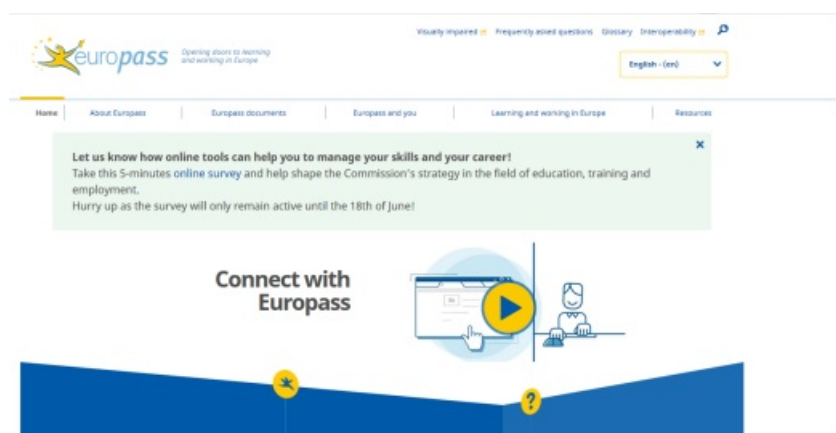 Visually impaired Frequently asked questions Glossary Interoperability
europass Opening doors to learning
and working in Europe
English - (en)
Home About Europass Europass documents Europass and you Learning and working in Europe Resources
Let us know how online tools can help you to manage your skills and your career!
Take this 5-minutes online survey and help shape the Commission's strategy in the field of education, training and
employment.
Hurry up as the survey will only remain active until the 18th of June!
Connect with
Europass
?